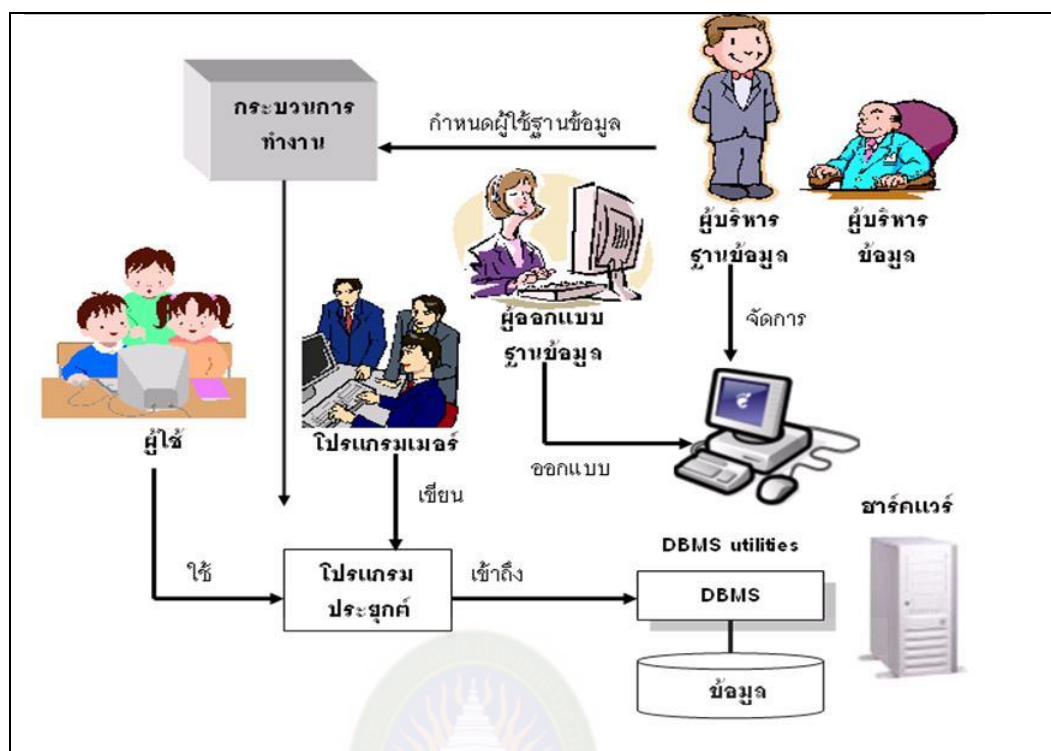 กระบวนการ
ทำงาน
กำหนดผู้ใช้ฐานข้อมูล
ผู้บริหาร
ฐานข้อมูล
ผู้บริหาร
ข้อมูล
ผู้ออกแบบ
ฐานข้อมูล
จัดการ
ผู้ใช้
โปรแกรมเมอร์
ออกแบบ
เขียน
ฮาร์ดแวร์
DBMS utilities
ใช้
โปรแกรม
ประยุกต์
เข้าถึง
DBMS
ข้อมูล